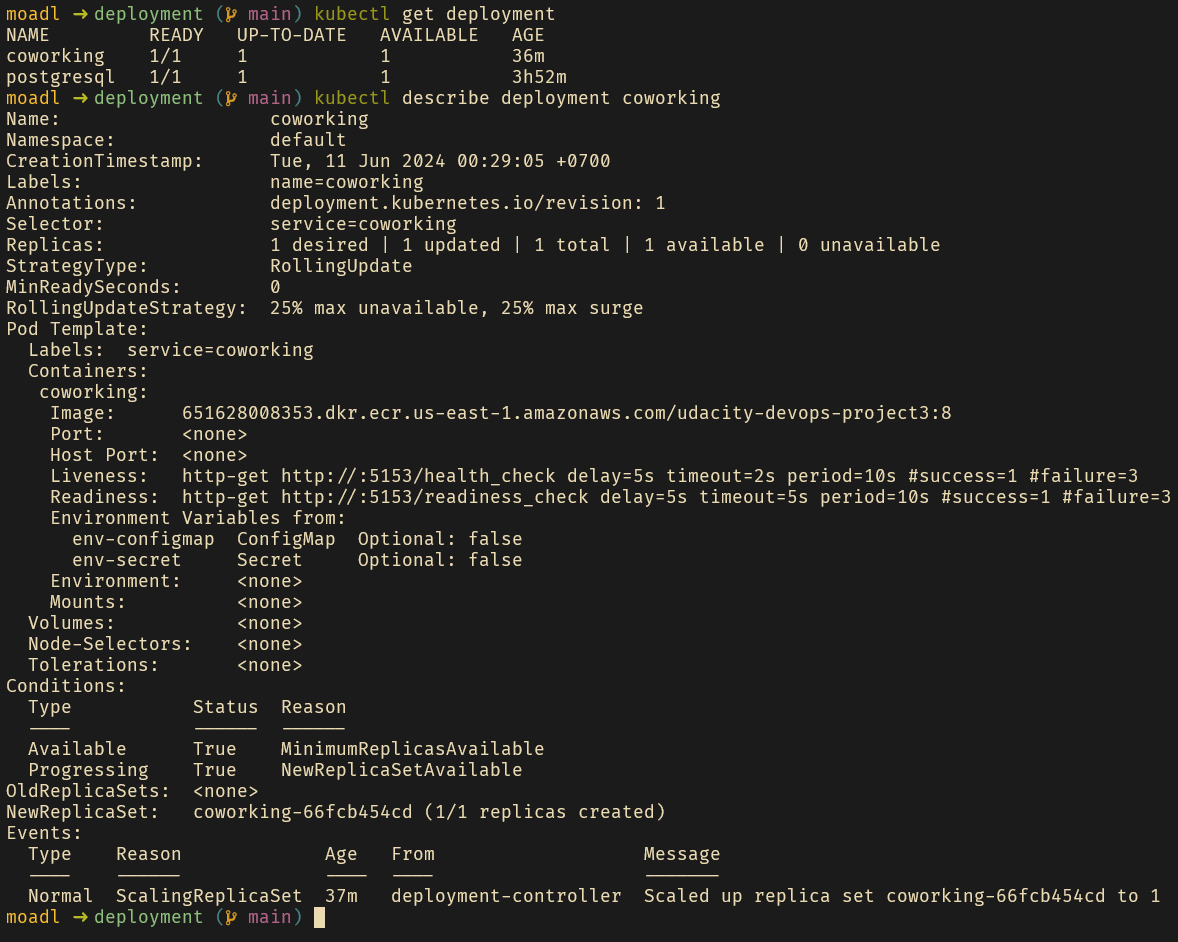 moadl → deployment ( main) kubectl get deployment
NAME         READY   UP-TO-DATE   AVAILABLE   AGE
coworking    1/1     1            1           36m
postgresql   1/1     1            1           3h52m
moadl → deployment ( main) kubectl describe deployment coworking
Name:                   coworking
Namespace:              default
CreationTimestamp:      Tue, 11 Jun 2024 00:29:05 +0700
Labels:                 name=coworking
Annotations:            deployment.kubernetes.io/revision: 1
Selector:               service=coworking
Replicas:               1 desired | 1 updated | 1 total | 1 available | 0 unavailable
StrategyType:           RollingUpdate
MinReadySeconds:        0
RollingUpdateStrategy:  25% max unavailable, 25% max surge
Pod Template:
  Labels:  service=coworking
  Containers:
   coworking:
    Image:      651628008353.dkr.ecr.us-east-1.amazonaws.com/udacity-devops-project3:8
    Port:       <none>
    Host Port:  <none>
    Liveness:   http-get http://:5153/health_check delay=5s timeout=2s period=10s #success=1 #failure=3
    Readiness:  http-get http://:5153/readiness_check delay=5s timeout=5s period=10s #success=1 #failure=3
    Environment Variables from:
      env-configmap  ConfigMap  Optional: false
      env-secret     Secret     Optional: false
    Environment:     <none>
    Mounts:          <none>
  Volumes:           <none>
  Node-Selectors:    <none>
  Tolerations:       <none>
Conditions:
  Type           Status  Reason
  ----           ------  ------
  Available      True    MinimumReplicasAvailable
  Progressing    True    NewReplicaSetAvailable
OldReplicaSets:  <none>
NewReplicaSet:   coworking-66fcb454cd (1/1 replicas created)
Events:
  Type    Reason             Age   From                   Message
  ----    ------             ----  ----                   -------
  Normal  ScalingReplicaSet  37m   deployment-controller  Scaled up replica set coworking-66fcb454cd to 1
moadl → deployment ( main)